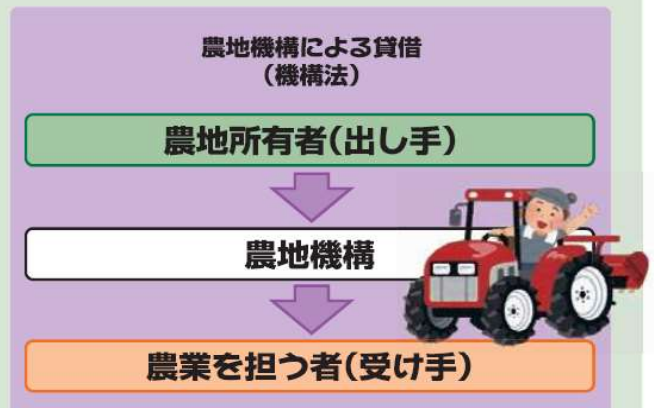 農地機構による貸借
（機構法）
農地所有者（出し手）
農地機構
農業を担う者（受け手）